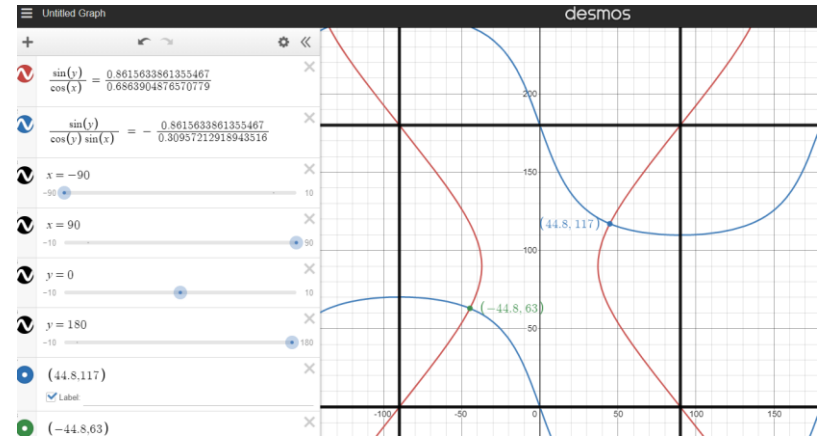 Untitled Graph
desmos
sin(y)/cos(x) = 0.8615633861355467/0.6863904876570779
sin(y)/cos(y) sin(x) = − 0.8615633861355467/0.30957212918943516
x = −90
-90 10
x = 90
-10 90
y = 0
-10 10
y = 180
-10 180
(44.8,117)
Label:
(−44.8,63)
200
150
(44.8, 117)
100
(−44.8, 63)
50
-100 -50 0 50 100 150